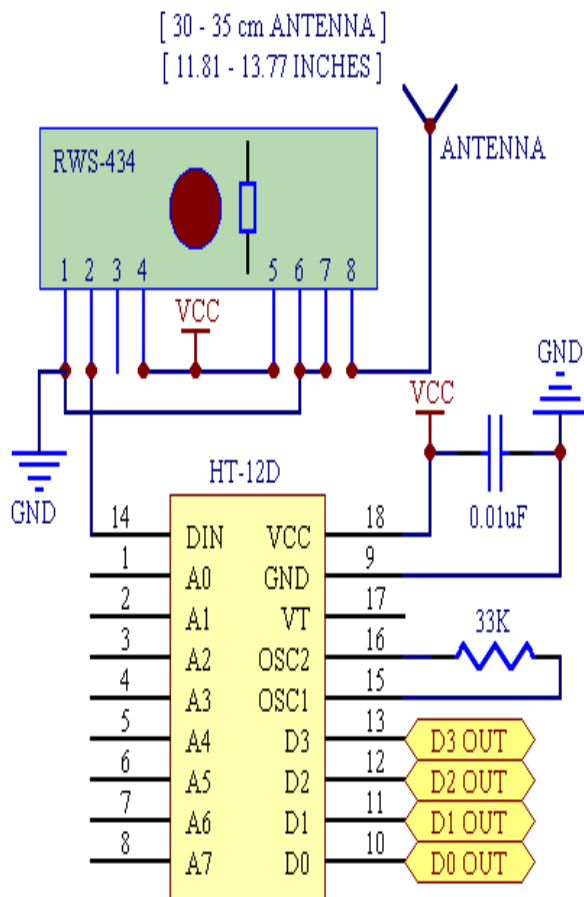 [ 30 - 35 cm ANTENNA ]
[ 11.81 - 13.77 INCHES ]
RWS-434
ANTENNA
1 2 3 4 5 6 7 8
VCC
GND
VCC
GND
0.01uF
HT-12D
14 DIN VCC 18
1 A0 GND 9
2 A1 VT 17
3 A2 OSC2 16
33K
4 A3 OSC1 15
5 A4 D3 13 D3 OUT
6 A5 D2 12 D2 OUT
7 A6 D1 11 D1 OUT
8 A7 D0 10 D0 OUT